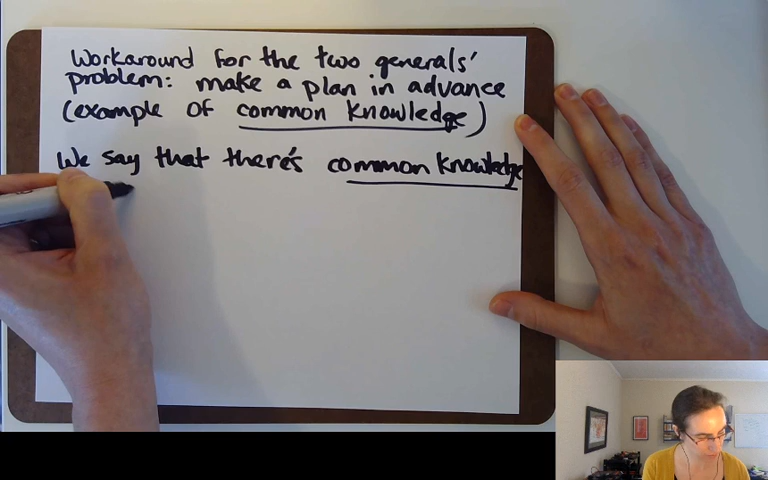 Workaround for the two generals'
problem: make a plan in advance
(example of common knowledge)
We say that there's common knowledge